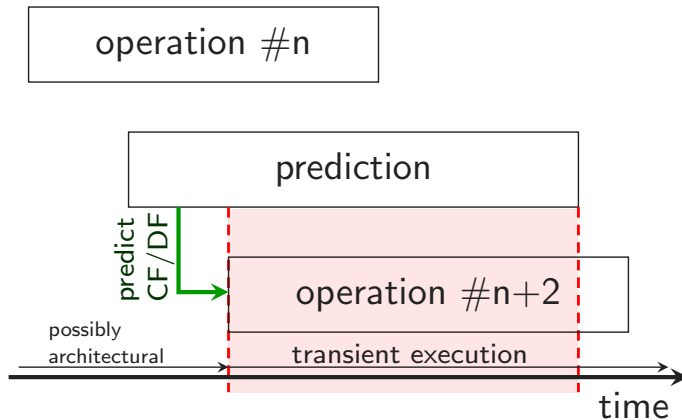 operation #n
prediction
predict
CF/DF
operation #n+2
possibly
architectural
transient execution
time